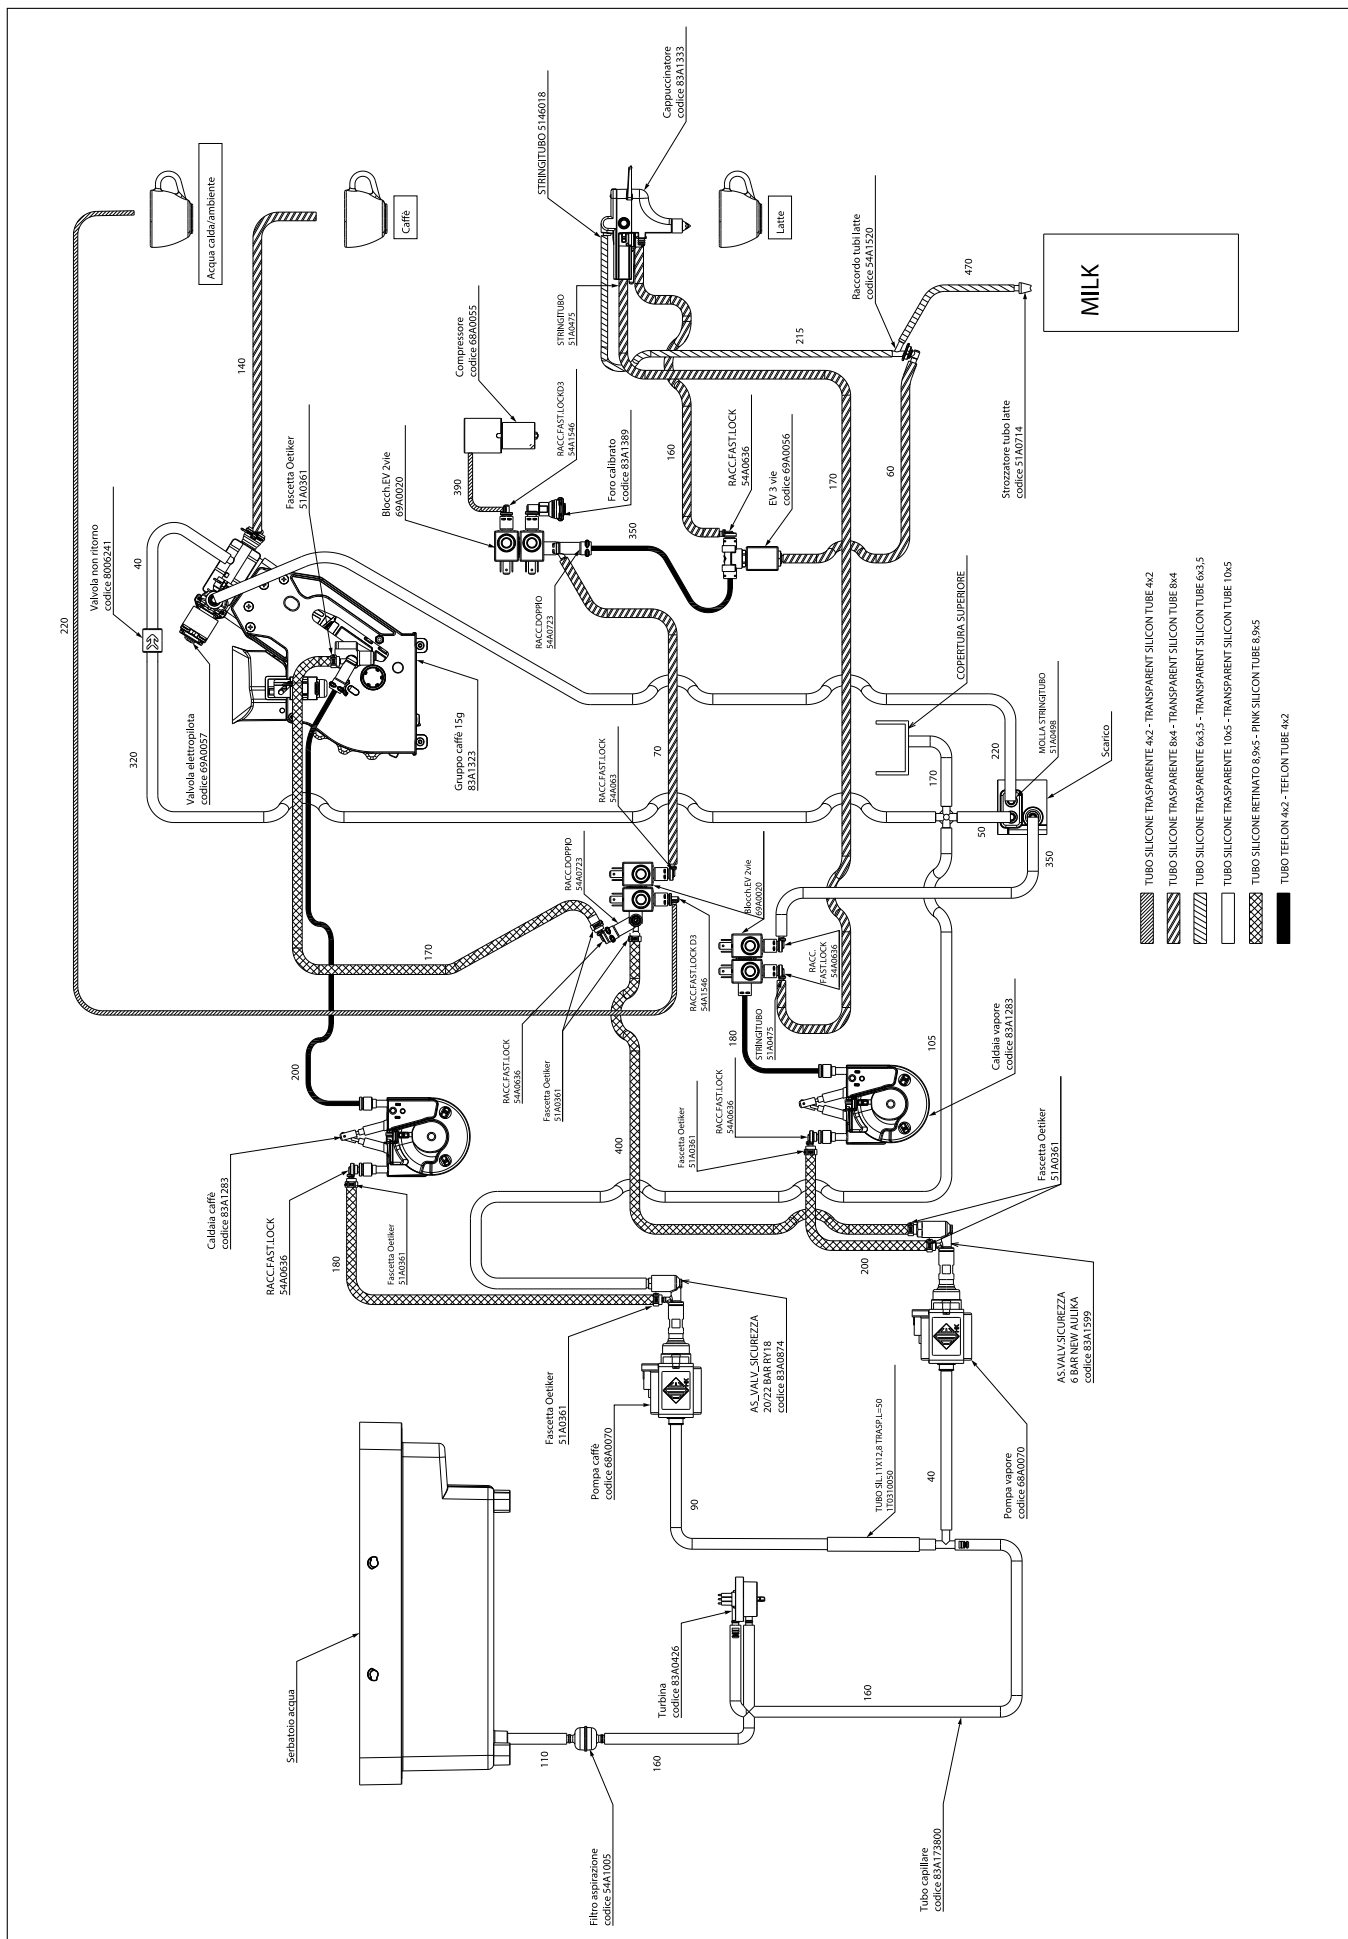 Serbatoio acqua
Filtro aspirazione
codice 54A1005
110
160
Turbina
codice 83A0426
160
Tubo capillare
codice 83A173800
TUBO SIL.11X12,8 TRASP.L=50
1T0310050
90
40
Pompa caffè
codice 68A0070
Pompa vapore
codice 68A0070
Fascetta Oetiker
51A0361
AS_VALV_SICUREZZA
20/22 BAR RY18
codice 83A0874
AS.VALV.SICUREZZA
6 BAR NEW AULIKA
codice 83A1599
RACC.FAST.LOCK
54A0636
180
Fascetta Oetiker
51A0361
Caldaia caffè
codice 83A1283
200
400
200
Fascetta Oetiker
51A0361
Fascetta Oetiker
51A0361
RACC.FAST.LOCK
54A0636
Caldaia vapore
codice 83A1283
105
180
RACC.FAST.LOCK
54A0636
Fascetta Oetiker
51A0361
STRINGITUBO
51A0475
RACC.FAST.LOCK D3
54A1546
RACC.
FAST.LOCK
54A0636
170
RACC.DOPPIO
54A0723
Blocch.EV 2vie
69A0020
RACC.FAST.LOCK
54A063
70
350
50
170
220
Scarico
MOLLA STRINGITUBO
51A0498
COPERTURA SUPERIORE
320
Valvola elettropilota
codice 69A0057
Gruppo caffè 15g
83A1323
220
40
Valvola non ritorno
codice 8006241
Fascetta Oetiker
51A0361
140
RACC.DOPPIO
54A0723
Blocch.EV 2vie
69A0020
390
350
Foro calibrato
codice 83A1389
RACC.FAST.LOCKD3
54A1546
Compressore
codice 68A0055
160
RACC.FAST.LOCK
54A0636
EV 3 vie
codice 69A0056
170
60
Strozzatore tubo latte
codice 51A0714
215
470
Raccordo tubi latte
codice 54A1520
STRINGITUBO
51A0475
STRINGITUBO 5146018
Cappuccinatore
codice 83A1333
Acqua calda/ambiente
Caffè
Latte
MILK
TUBO SILICONE TRASPARENTE 4x2 - TRANSPARENT SILICON TUBE 4x2
TUBO SILICONE TRASPARENTE 8x4 - TRANSPARENT SILICON TUBE 8x4
TUBO SILICONE TRASPARENTE 6x3,5 - TRANSPARENT SILICON TUBE 6x3,5
TUBO SILICONE TRASPARENTE 10x5 - TRANSPARENT SILICON TUBE 10x5
TUBO SILICONE RETINATO 8,9x5 - PINK SILICON TUBE 8,9x5
TUBO TEFLON 4x2 - TEFLON TUBE 4x2